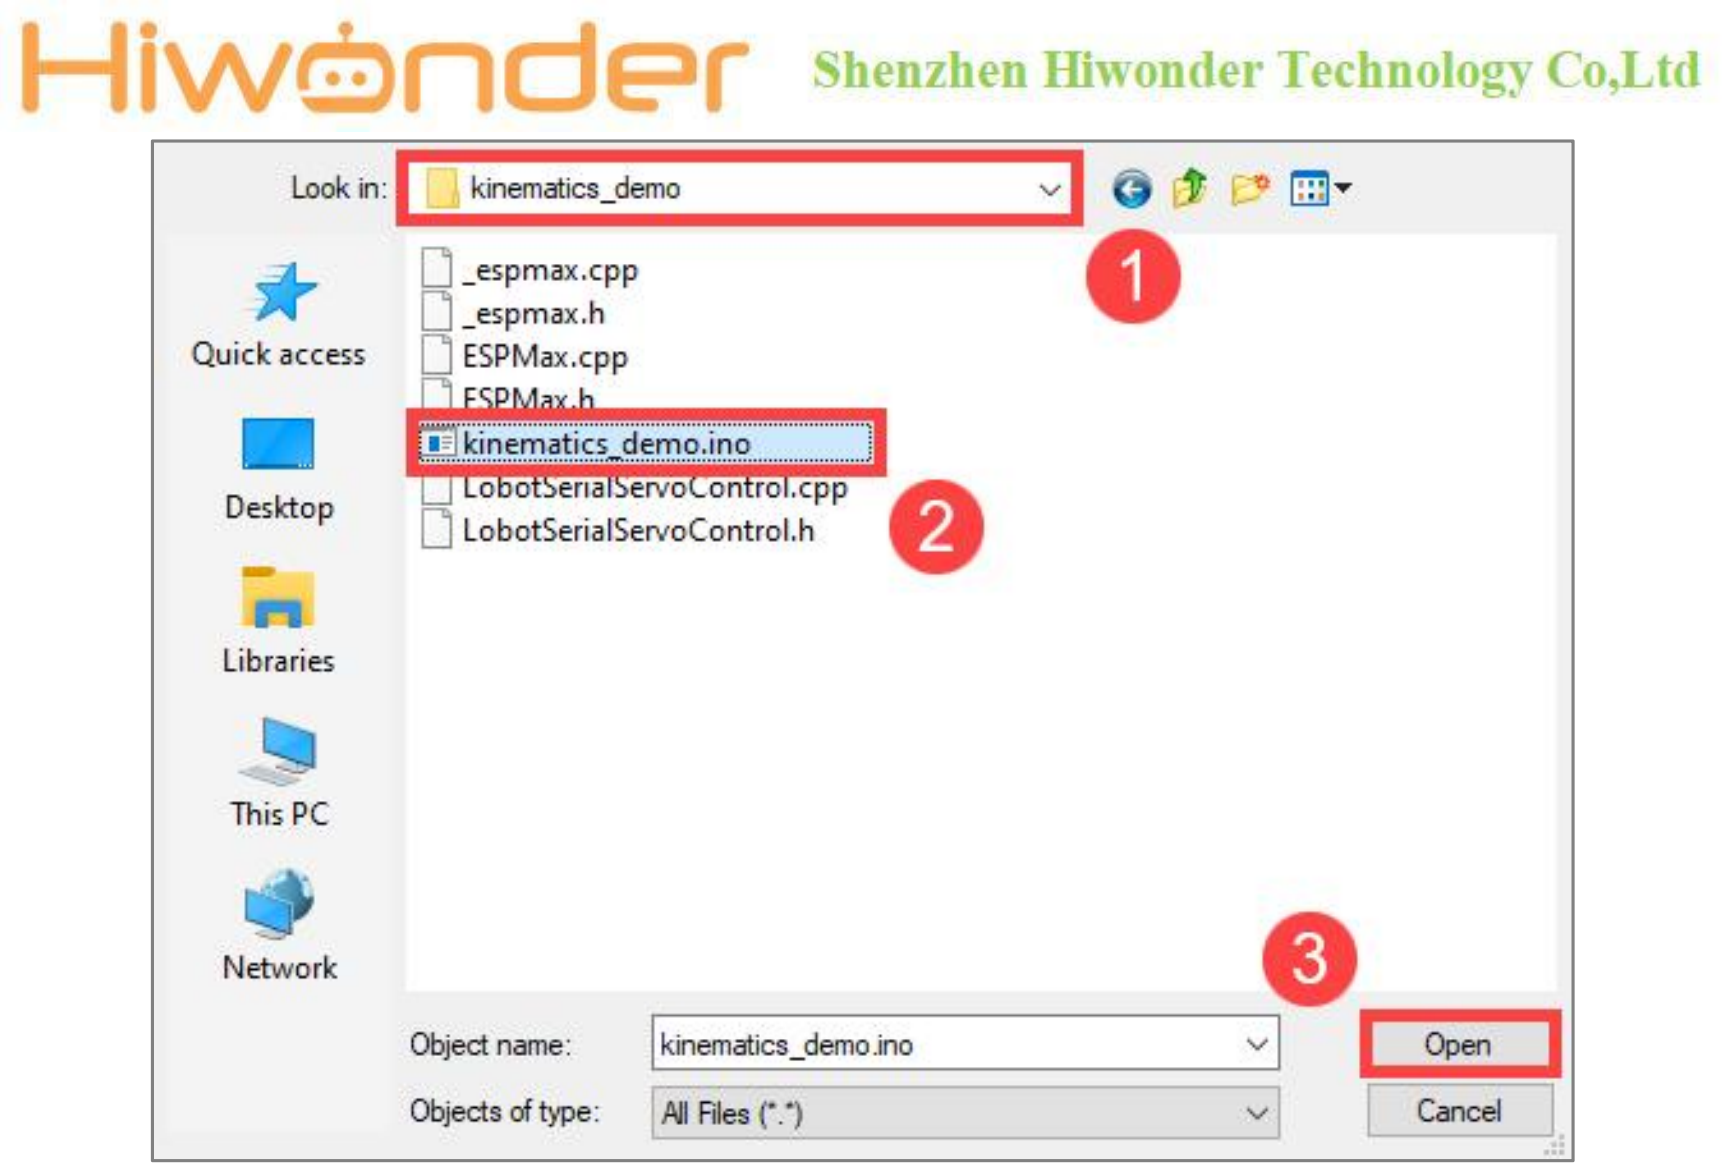 Hiwonder Shenzhen Hiwonder Technology Co,Ltd
Look in: kinematics_demo
1
_espmax.cpp
_espmax.h
Quick access
ESPMax.cpp
ESPMax.h
kinematics_demo.ino
LobotSerialServoControl.cpp
Desktop
2
LobotSerialServoControl.h
Libraries
This PC
3
Network
Object name: kinematics_demo.ino Open
Objects of type: All Files (*.*) Cancel